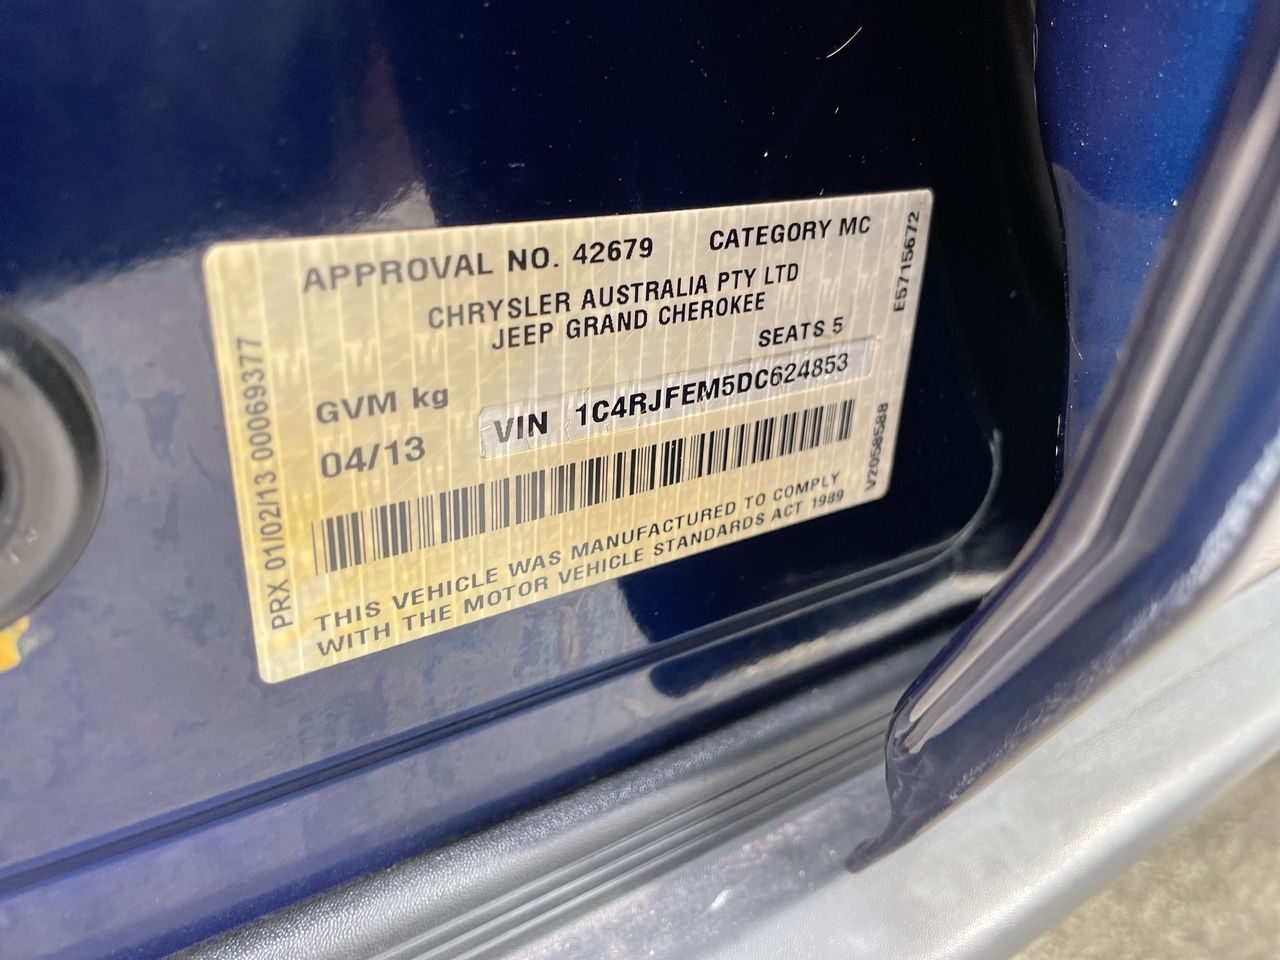 APPROVAL NO. 42679 CATEGORY MC
CHRYSLER AUSTRALIA PTY LTD
JEEP GRAND CHEROKEE
SEATS 5
GVM kg
VIN 1C4RJFEM5DC624853
04/13
THIS VEHICLE WAS MANUFACTURED TO COMPLY
WITH THE MOTOR VEHICLE STANDARDS ACT 1989
PRX 01/02/13 00069377
E5715672
V2058588